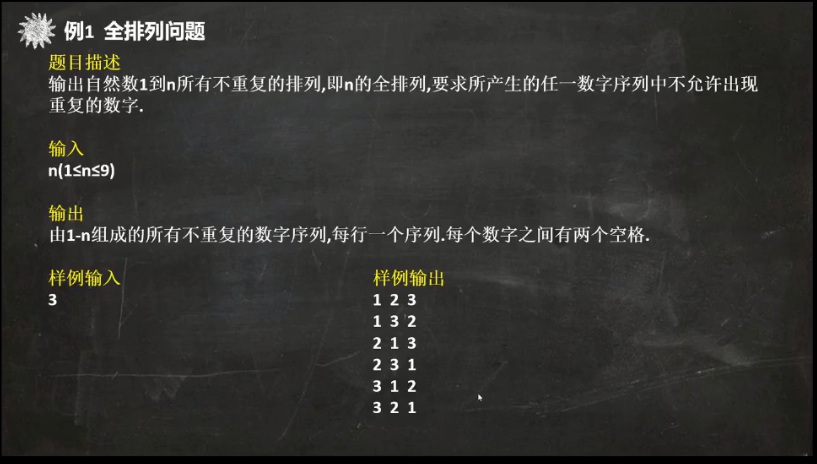 例1 全排列问题
题目描述
输出自然数1到n所有不重复的排列,即n的全排列,要求所产生的任一数字序列中不允许出现
重复的数字.
输入
n(1≤n≤9)
输出
由1-n组成的所有不重复的数字序列,每行一个序列.每个数字之间有两个空格.
样例输入
3
样例输出
1  2  3
1  3  2
2  1  3
2  3  1
3  1  2
3  2  1